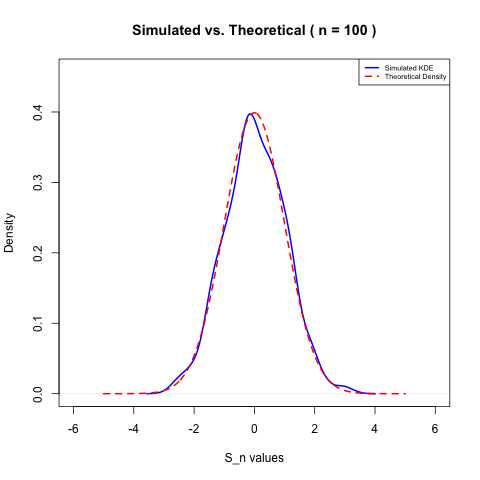 Simulated vs. Theoretical ( n = 100 )
Simulated KDE
Theoretical Density
Density
0.4
0.3
0.2
0.1
0.0
-6 -4 -2 0 2 4 6
S_n values